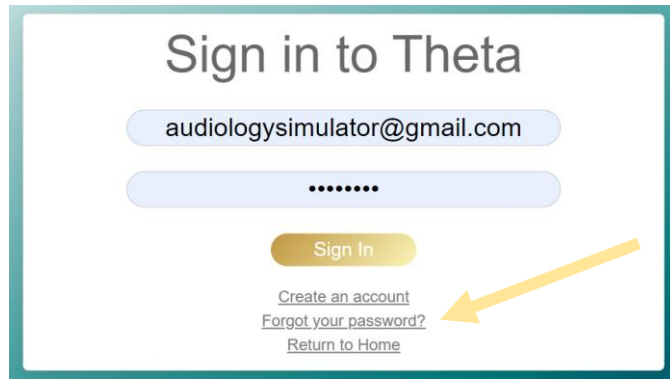 Sign in to Theta
audiologysimulator@gmail.com
••••••••
Sign In
Create an account
Forgot your password?
Return to Home